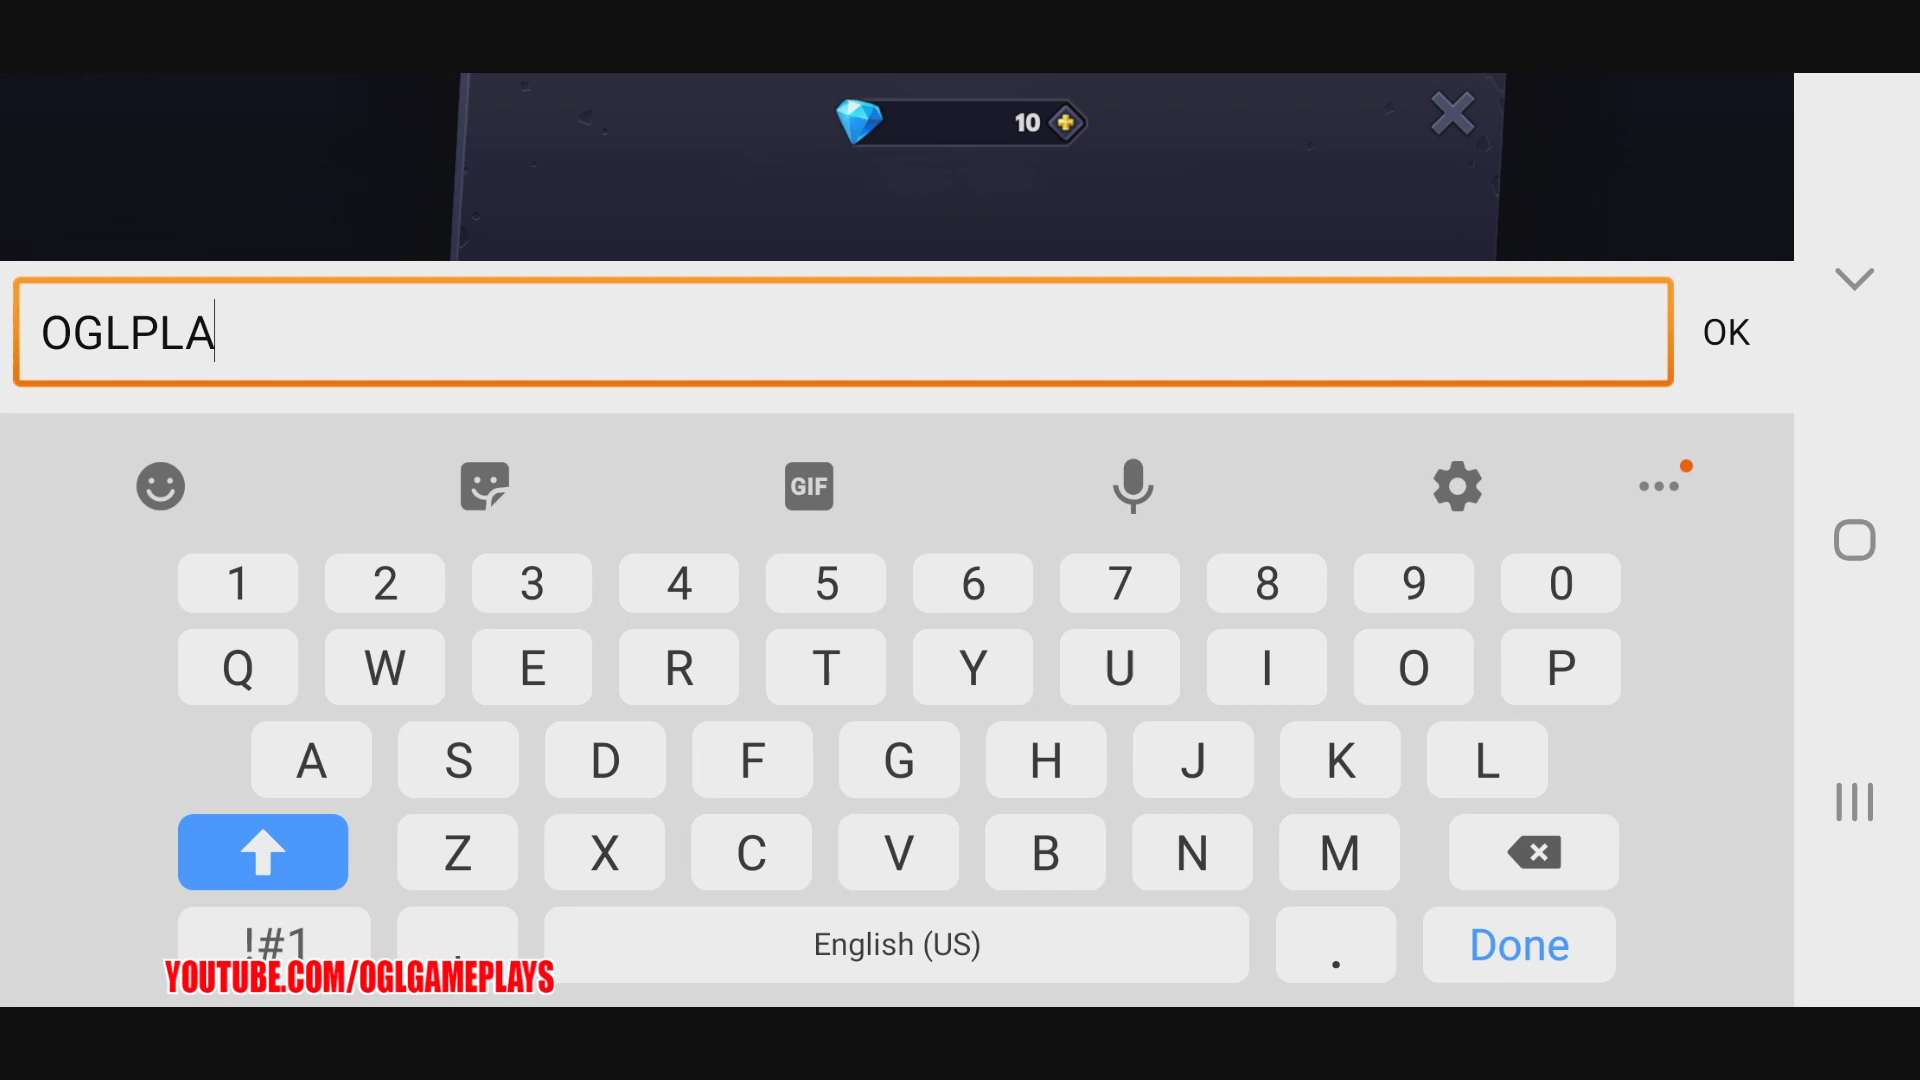 10
OGLPLA
OK
GIF
1 2 3 4 5 6 7 8 9 0
Q W E R T Y U I O P
A S D F G H J K L
Z X C V B N M
!#1 , English (US) . Done
YOUTUBE.COM/OGLGAMEPLAYS